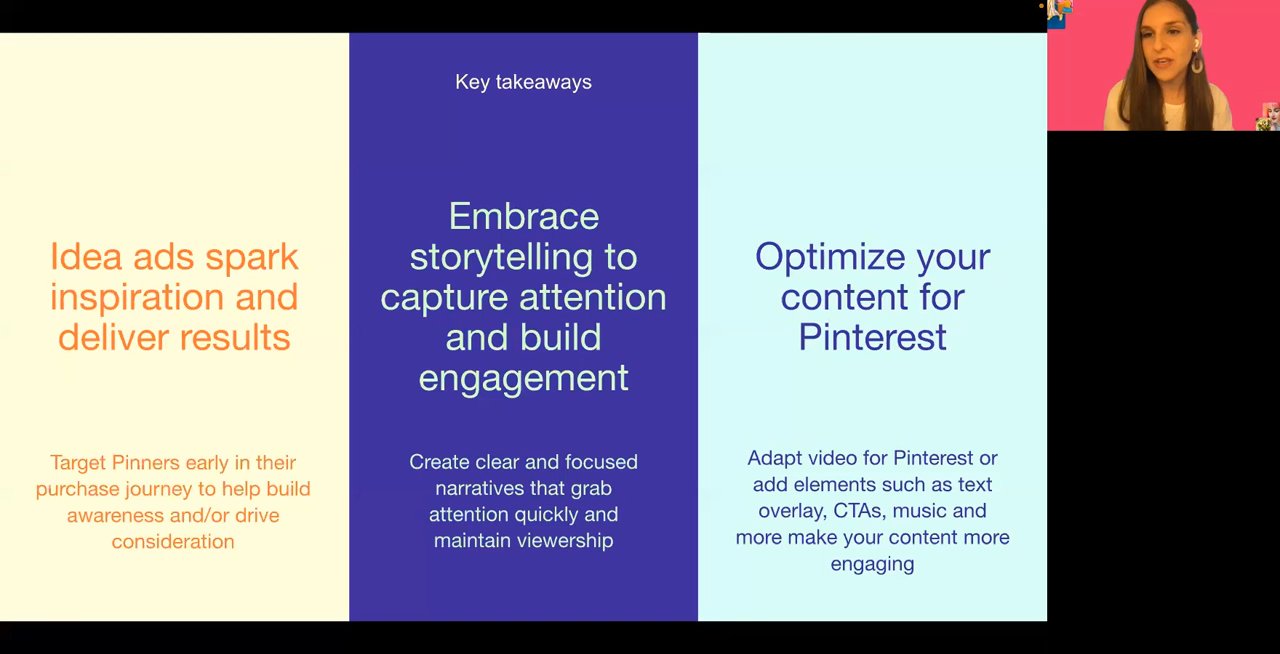 Key takeaways
Idea ads spark
inspiration and
deliver results
Target Pinners early in their
purchase journey to help build
awareness and/or drive
consideration
Embrace
storytelling to
capture attention
and build
engagement
Create clear and focused
narratives that grab
attention quickly and
maintain viewership
Optimize your
content for
Pinterest
Adapt video for Pinterest or
add elements such as text
overlay, CTAs, music and
more make your content more
engaging